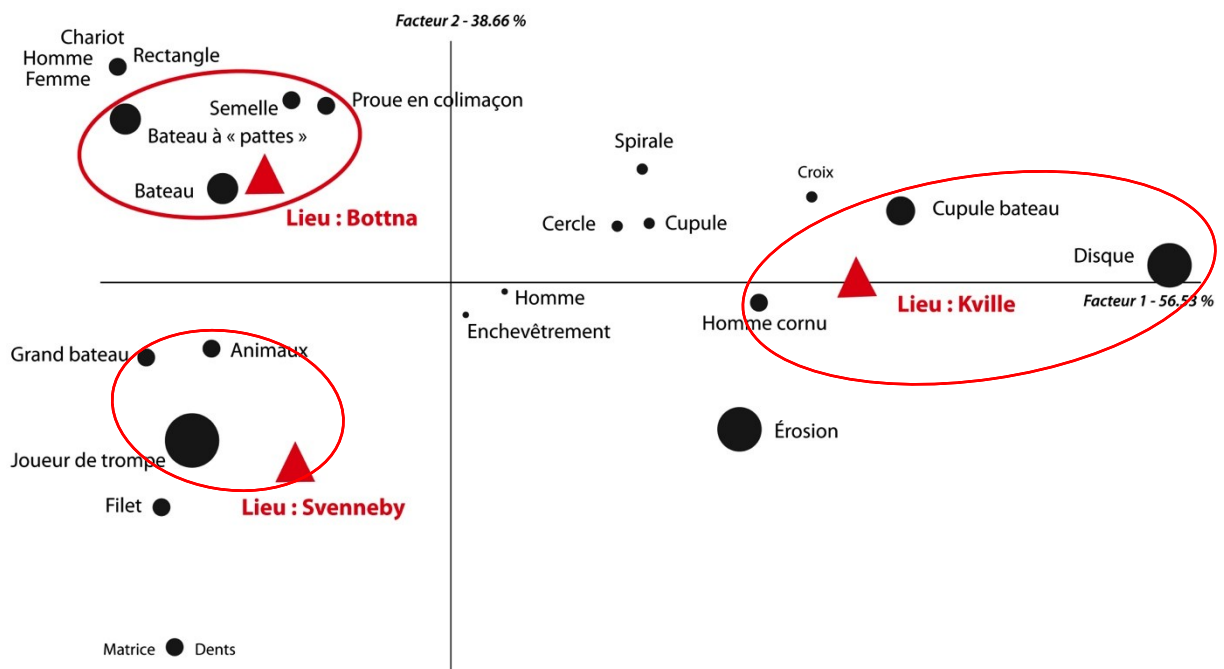 Facteur 2 - 38.66 %
Chariot
Homme
Femme
Rectangle
Semelle
Proue en colimaçon
Bateau à « pattes »
Bateau
Lieu : Bottna
Spirale
Croix
Cercle
Cupule
Cupule bateau
Disque
Lieu : Kville
Facteur 1 - 56.53 %
Homme
Homme cornu
Enchevêtrement
Grand bateau
Animaux
Joueur de trompe
Érosion
Filet
Lieu : Svenneby
Matrice
Dents